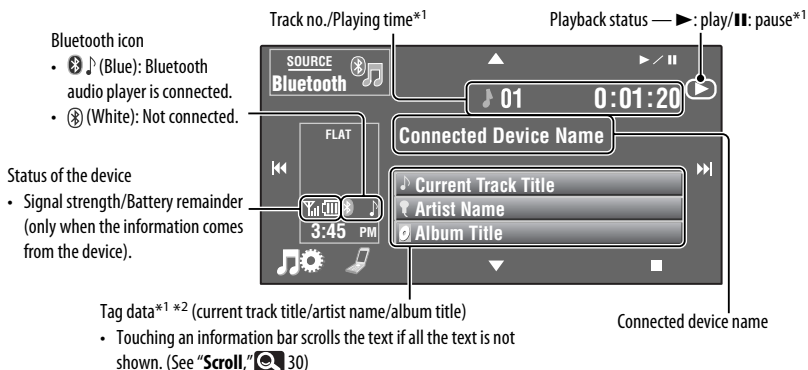 Track no./Playing time*1
Playback status — ►: play/❚❚: pause*1
Bluetooth icon
• (Blue): Bluetooth
audio player is connected.
• (White): Not connected.
Status of the device
• Signal strength/Battery remainder
(only when the information comes
from the device).
SOURCE
Bluetooth
01 0:01:20
FLAT
Connected Device Name
Current Track Title
Artist Name
Album Title
3:45 PM
Tag data*1 *2 (current track title/artist name/album title)
• Touching an information bar scrolls the text if all the text is not
shown. (See “Scroll,” 30)
Connected device name